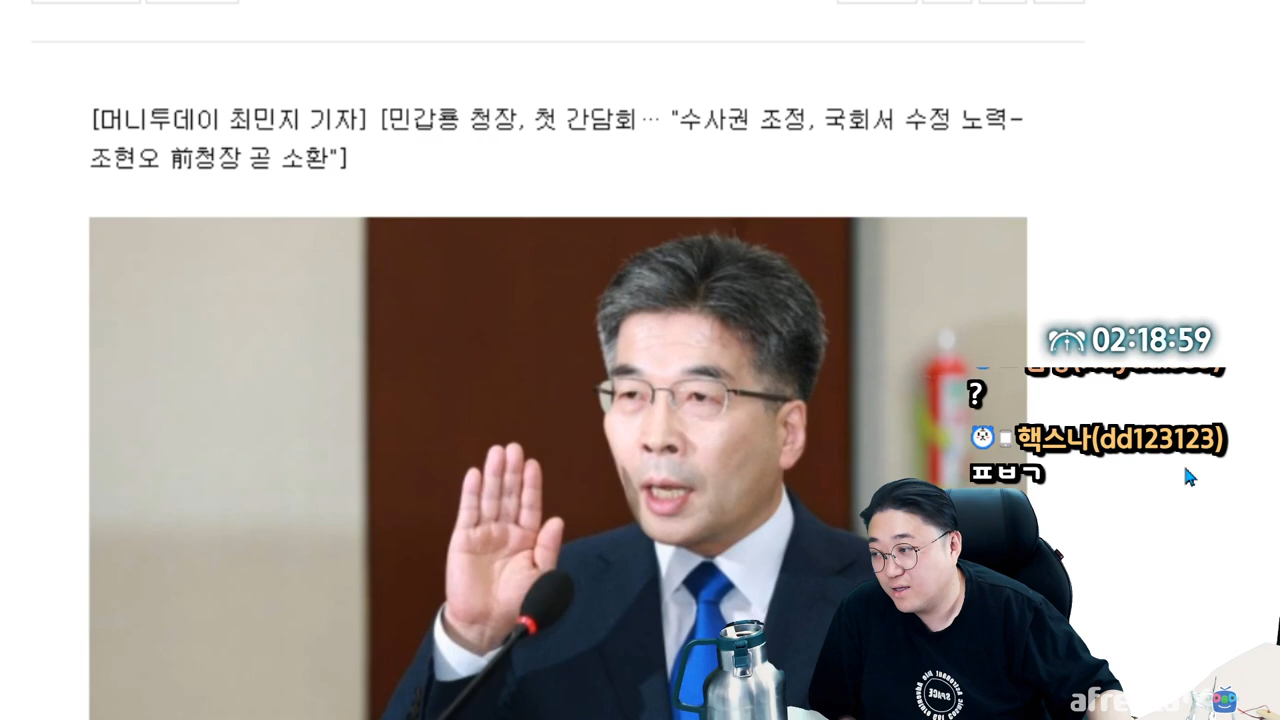 [머니투데이 최민지 기자] [민갑룡 청장, 첫 간담회… "수사권 조정, 국회서 수정 노력-
조현오 前청장 곧 소환"]
02:18:59
?
핵스나(dd123123)
ㅍㅂㄱ
SPACE